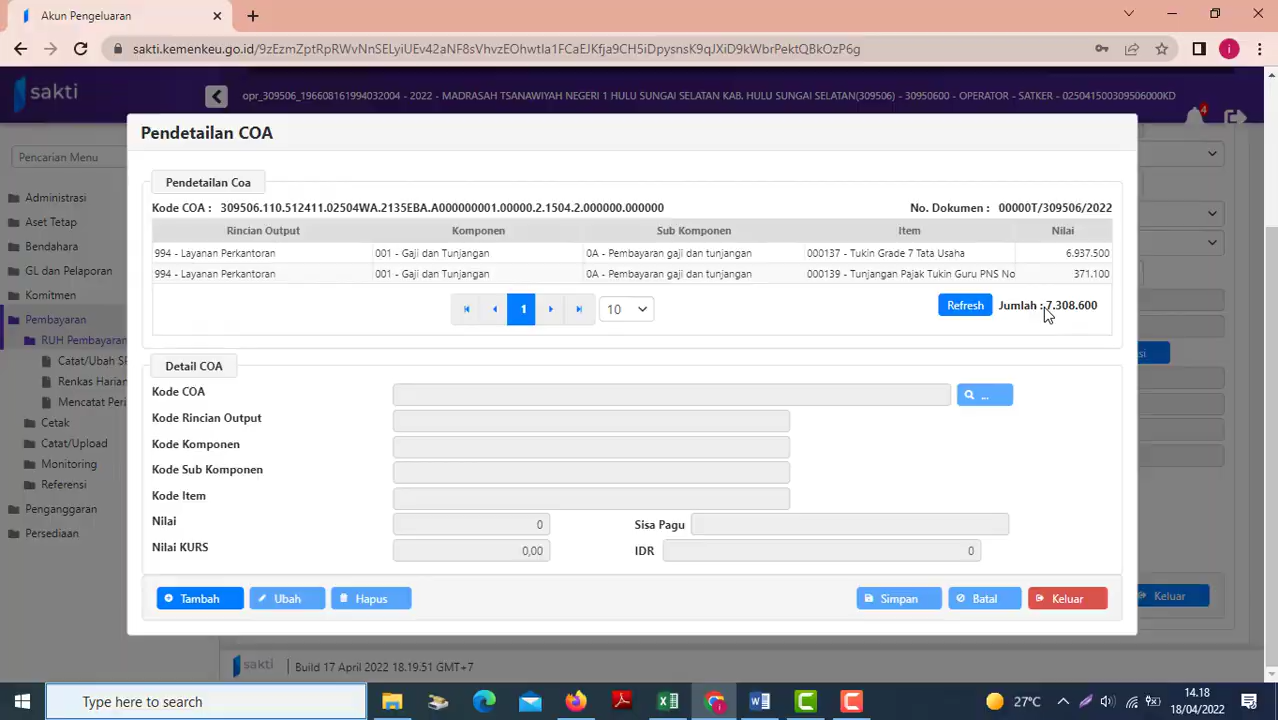 Akun Pengeluaran
sakti.kemenkeu.go.id/9zEzmZptRpRWvNnSELyiUEv42aNF8sVhvzEOhwtIa1FCaEJKfja9CH5iDpysnsK9qJXiD9kWbrPektQBkOzP6g
i
sakti
opr_309506_196608161994032004 - 2022 - MADRASAH TSANAWIYAH NEGERI 1 HULU SUNGAI SELATAN KAB. HULU SUNGAI SELATAN(309506) - 30950600 - OPERATOR - SATKER - 025041500309506000KD
4
Pencarian Menu
Administrasi
Aset Tetap
Bendahara
GL dan Pelaporan
Komitmen
Pembayaran
RUH Pembayaran
Catat/Ubah SP
Renkas Harian
Mencatat Peri
Cetak
Catat/Upload
Monitoring
Referensi
Penganggaran
Persediaan
Pendetailan COA
Pendetailan Coa
Kode COA : 309506.110.512411.02504WA.2135EBA.A000000001.00000.2.1504.2.000000.000000
No. Dokumen : 00000T/309506/2022
Rincian Output Komponen Sub Komponen Item Nilai
994 - Layanan Perkantoran 001 - Gaji dan Tunjangan 0A - Pembayaran gaji dan tunjangan 000137 - Tukin Grade 7 Tata Usaha 6.937.500
994 - Layanan Perkantoran 001 - Gaji dan Tunjangan 0A - Pembayaran gaji dan tunjangan 000139 - Tunjangan Pajak Tukin Guru PNS No 371.100
1 10 Refresh Jumlah : 7.308.600
Detail COA
Kode COA ...
Kode Rincian Output
Kode Komponen
Kode Sub Komponen
Kode Item
Nilai 0 Sisa Pagu
Nilai KURS 0,00 IDR 0
Tambah Ubah Hapus Simpan Batal Keluar
si
Keluar
sakti Build 17 April 2022 18.19.51 GMT+7
Type here to search
27°C
14.18
18/04/2022